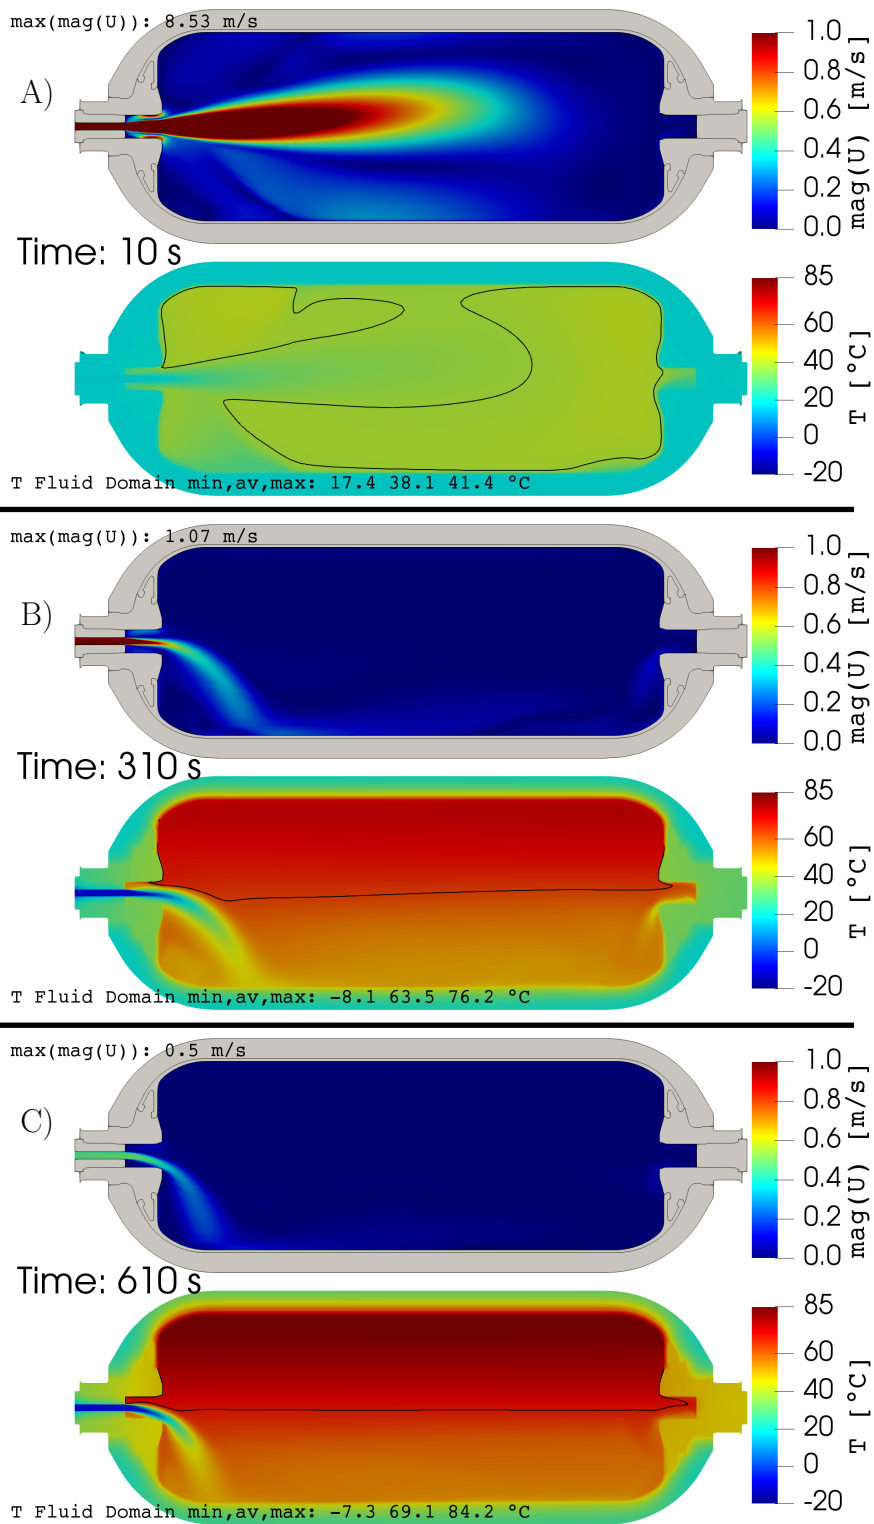 max(mag(U)): 8.53 m/s
A)
1.0
0.8
0.6
0.4
0.2
0.0
mag(U) [m/s]
Time: 10 s
85
60
40
20
0
-20
T [°C]
T Fluid Domain min,av,max: 17.4 38.1 41.4 °C
max(mag(U)): 1.07 m/s
B)
1.0
0.8
0.6
0.4
0.2
0.0
mag(U) [m/s]
Time: 310 s
85
60
40
20
0
-20
T [°C]
T Fluid Domain min,av,max: -8.1 63.5 76.2 °C
max(mag(U)): 0.5 m/s
C)
1.0
0.8
0.6
0.4
0.2
0.0
mag(U) [m/s]
Time: 610 s
85
60
40
20
0
-20
T [°C]
T Fluid Domain min,av,max: -7.3 69.1 84.2 °C